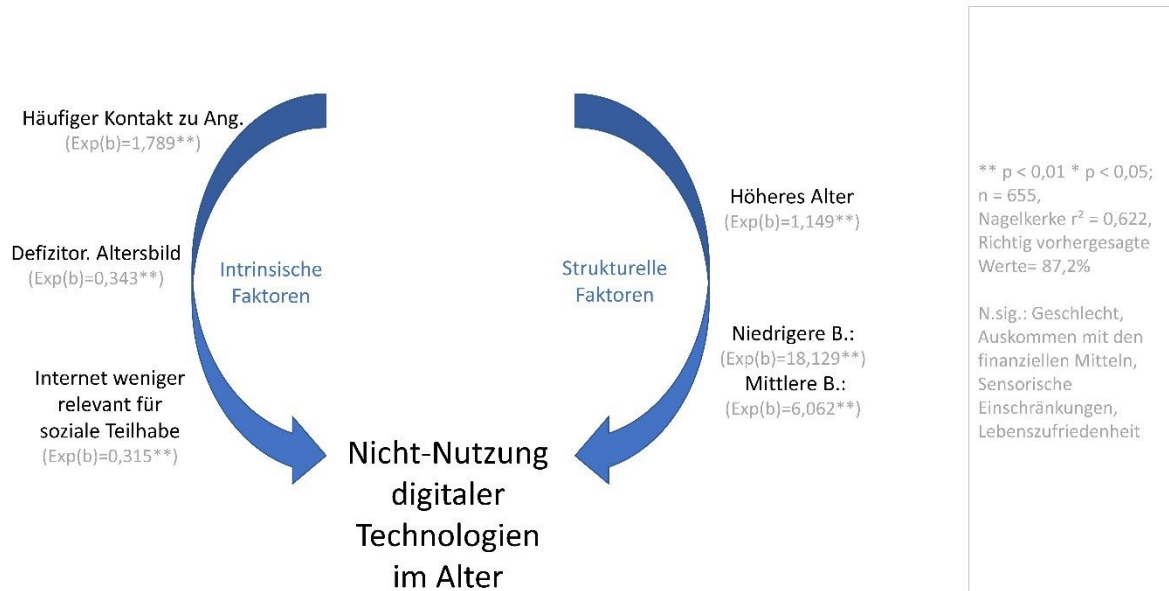 Häufiger Kontakt zu Ang.
(Exp(b)=1,789**)
Defizitor. Altersbild
(Exp(b)=0,343**)
Internet weniger
relevant für
soziale Teilhabe
(Exp(b)=0,315**)
Intrinsische
Faktoren
Strukturelle
Faktoren
Höheres Alter
(Exp(b)=1,149**)
Niedrigere B.:
(Exp(b)=18,129**)
Mittlere B.:
(Exp(b)=6,062**)
Nicht-Nutzung
digitaler
Technologien
im Alter
** p < 0,01 * p < 0,05;
n = 655,
Nagelkerke r² = 0,622,
Richtig vorhergesagte
Werte= 87,2%
N.sig.: Geschlecht,
Auskommen mit den
finanziellen Mitteln,
Sensorische
Einschränkungen,
Lebenszufriedenheit